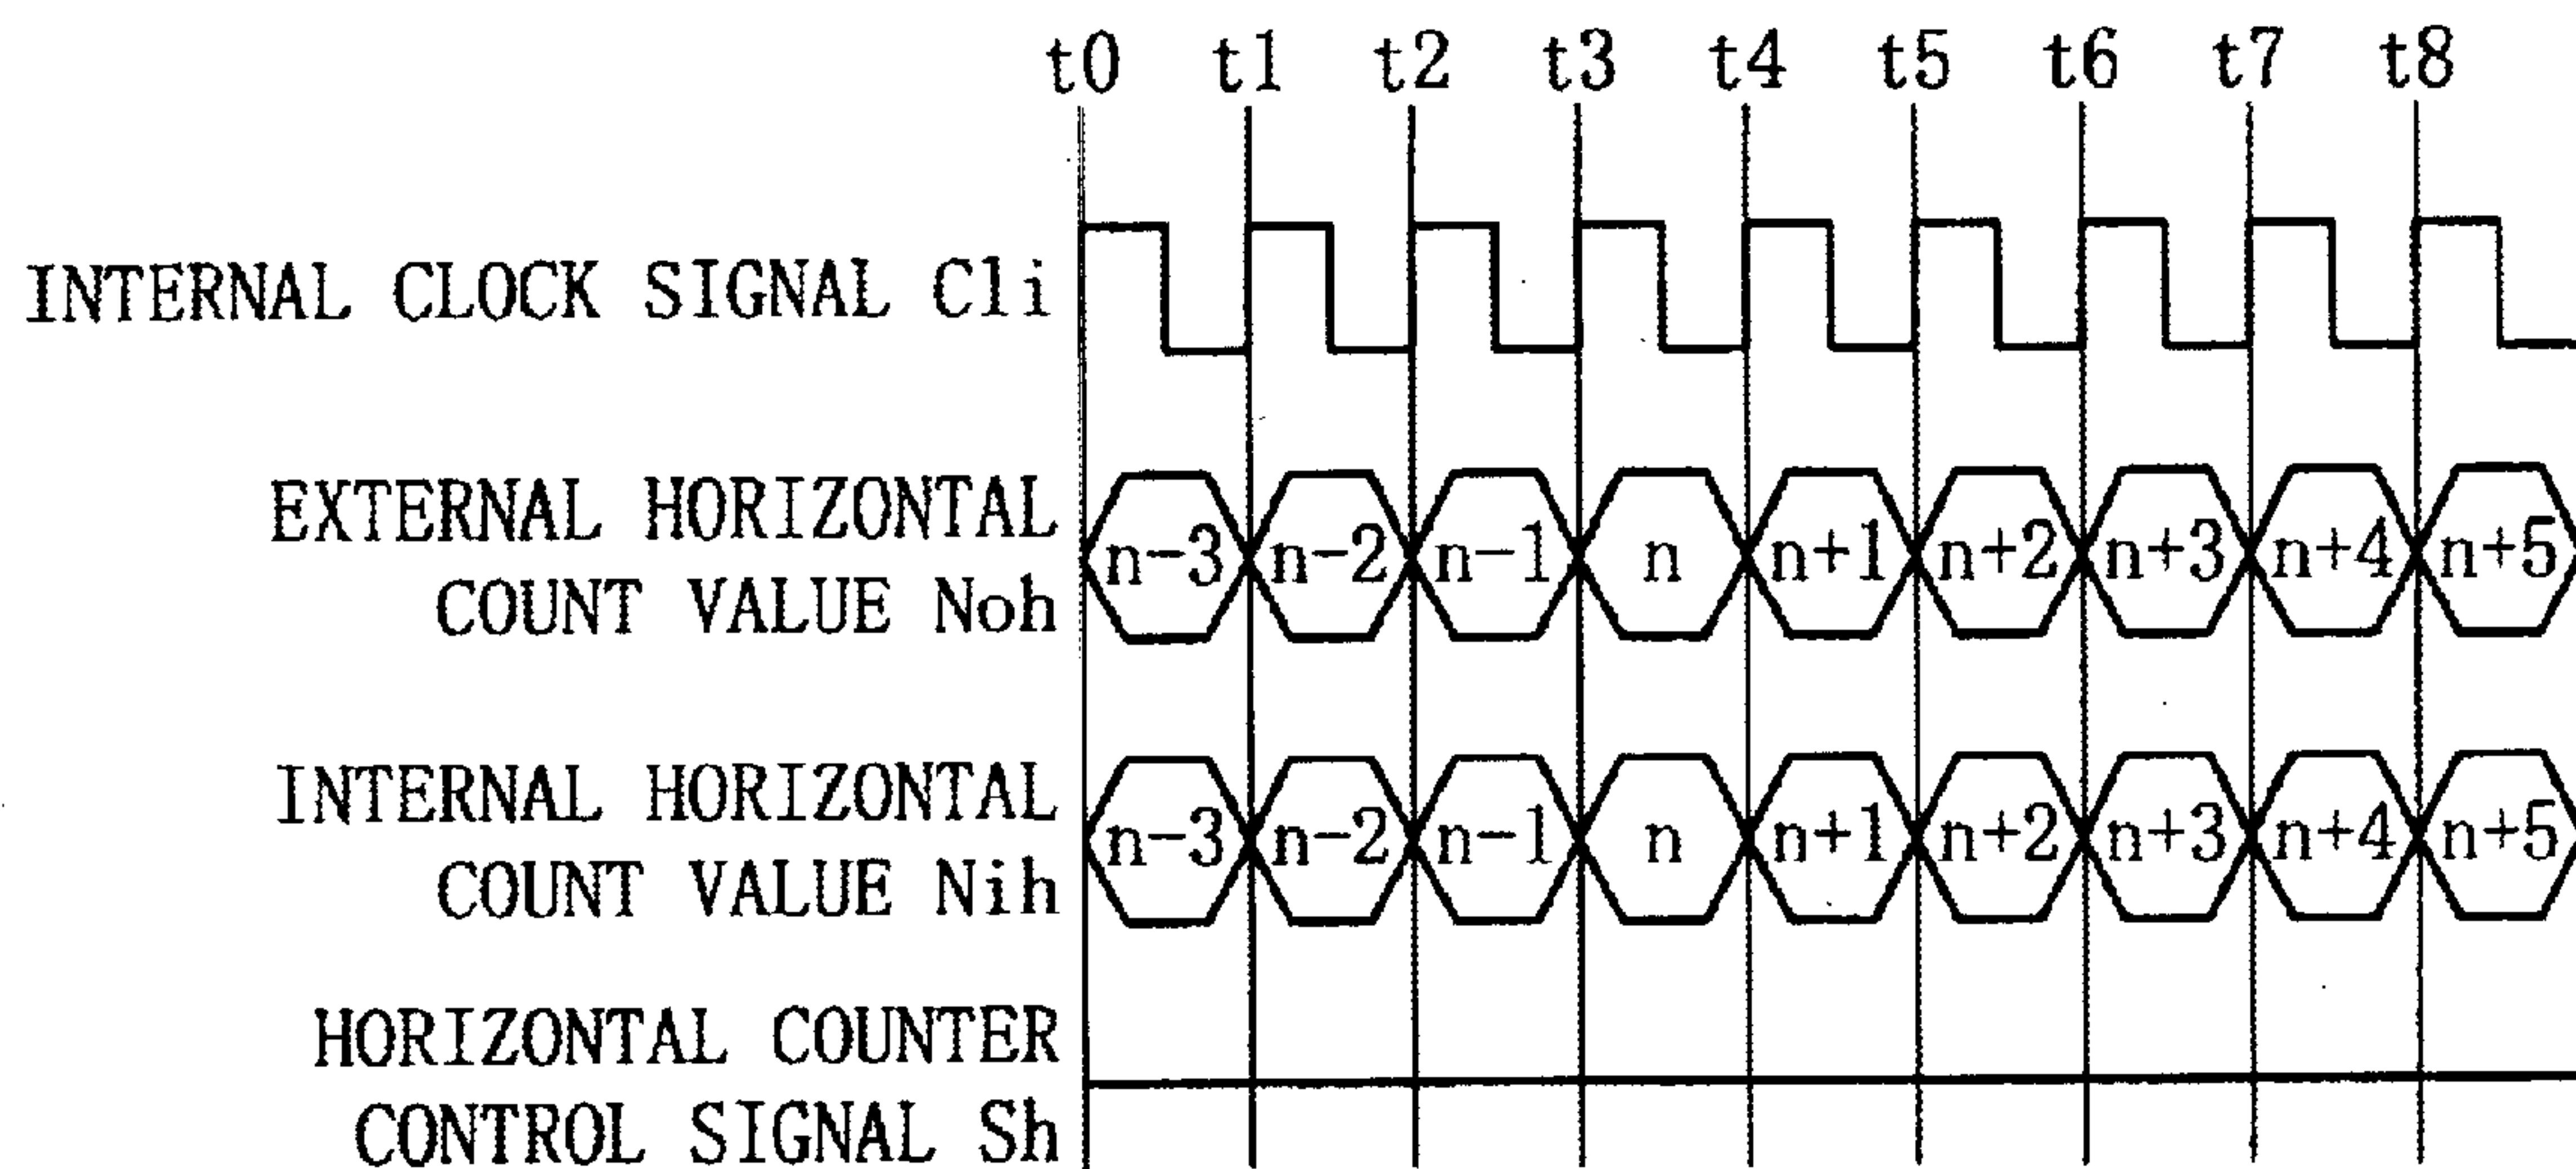 t0 t1 t2 t3 t4 t5 t6 t7 t8
INTERNAL CLOCK SIGNAL Cli
EXTERNAL HORIZONTAL
COUNT VALUE Noh
n-3 n-2 n-1 n n+1 n+2 n+3 n+4 n+5
INTERNAL HORIZONTAL
COUNT VALUE Nih
n-3 n-2 n-1 n n+1 n+2 n+3 n+4 n+5
HORIZONTAL COUNTER
CONTROL SIGNAL Sh